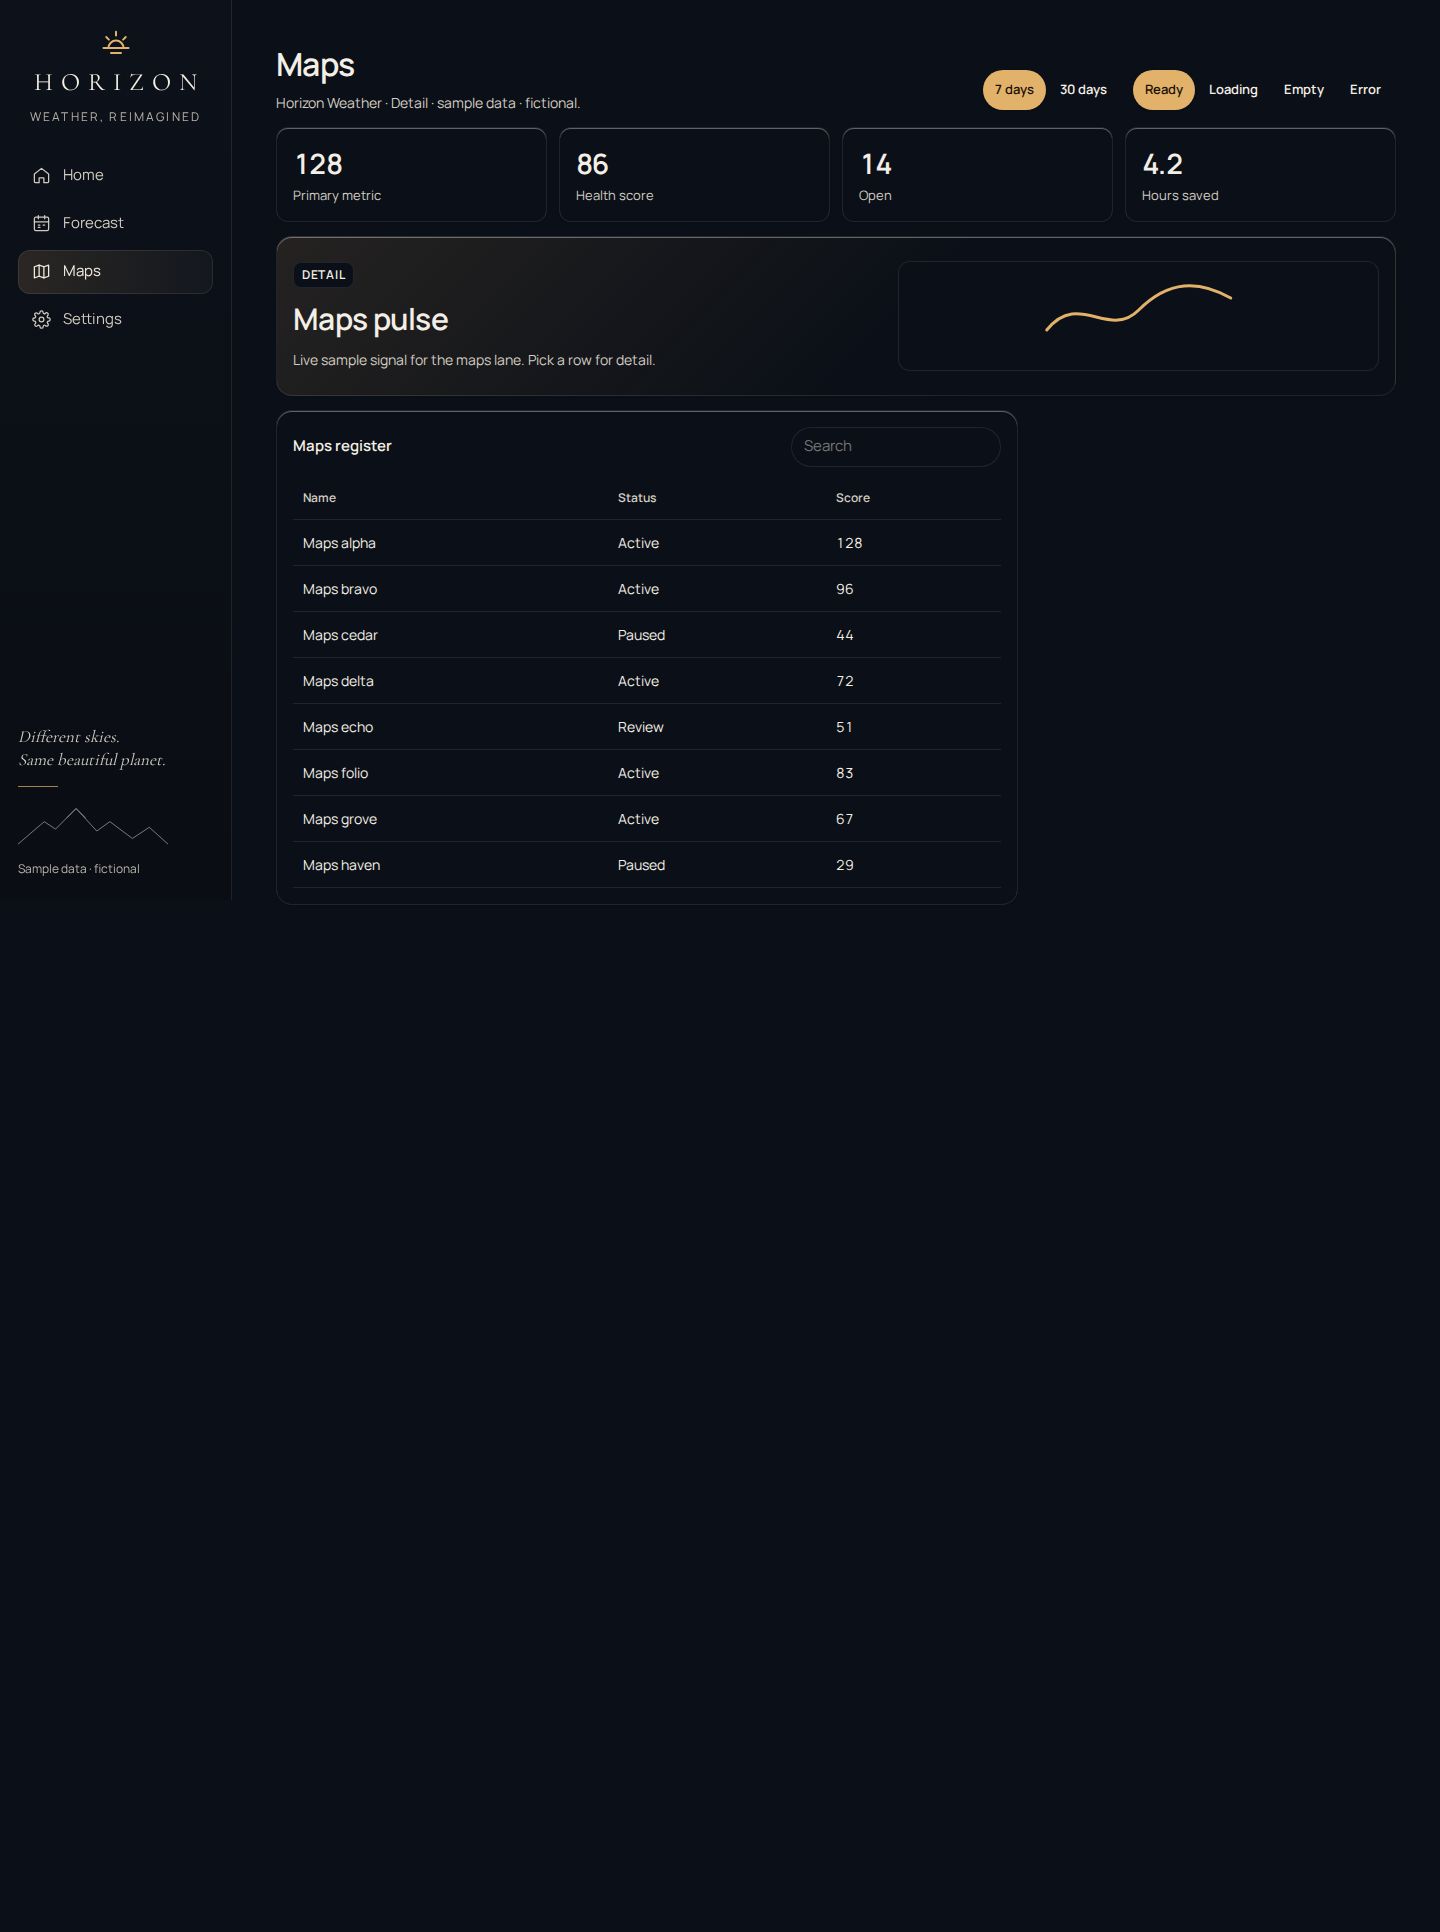 HORIZON
WEATHER, REIMAGINED
Home
Forecast
Maps
Settings
Different skies.
Same beautiful planet.
Sample data · fictional
Maps
Horizon Weather · Detail · sample data · fictional.
7 days 30 days Ready Loading Empty Error
128 86 14 4.2
Primary metric Health score Open Hours saved
DETAIL
Maps pulse
Live sample signal for the maps lane. Pick a row for detail.
Maps register Search
Name Status Score
Maps alpha Active 128
Maps bravo Active 96
Maps cedar Paused 44
Maps delta Active 72
Maps echo Review 51
Maps folio Active 83
Maps grove Active 67
Maps haven Paused 29